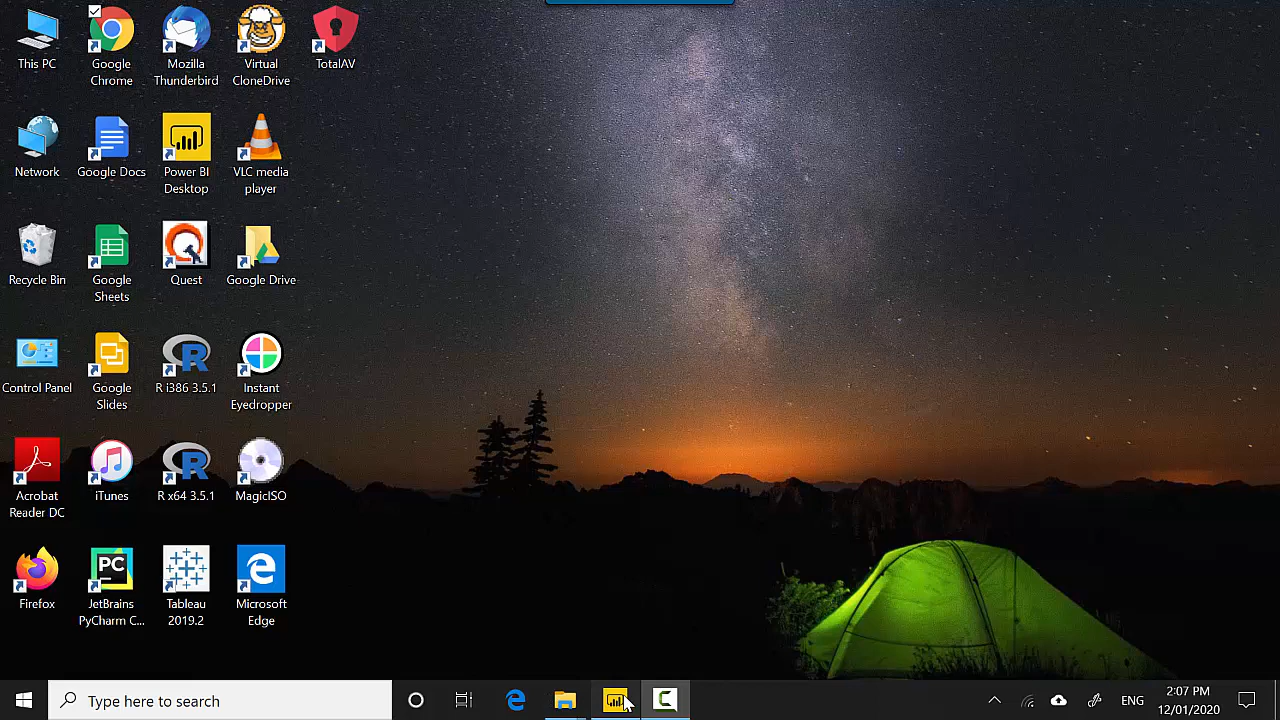 This PC
Google
Chrome
Mozilla
Thunderbird
Virtual
CloneDrive
TotalAV
Network
Google Docs
Power BI
Desktop
VLC media
player
Recycle Bin
Google
Sheets
Quest
Google Drive
Control Panel
Google
Slides
R i386 3.5.1
Instant
Eyedropper
Acrobat
Reader DC
iTunes
R x64 3.5.1
MagicISO
Firefox
PC
JetBrains
PyCharm C...
Tableau
2019.2
Microsoft
Edge
Type here to search
ENG
2:07 PM
12/01/2020